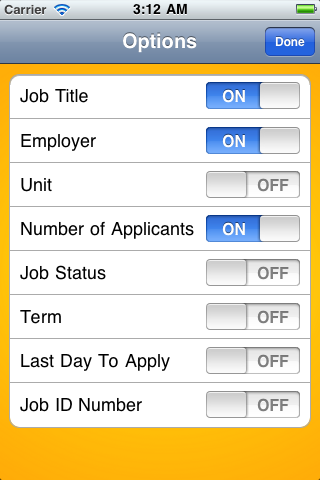 Carrier 3:12 AM
Options Done
Job Title ON
Employer ON
Unit OFF
Number of Applicants ON
Job Status OFF
Term OFF
Last Day To Apply OFF
Job ID Number OFF